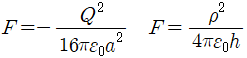 F = − Q² / 16πε₀a²    F = ρ² / 4πε₀h